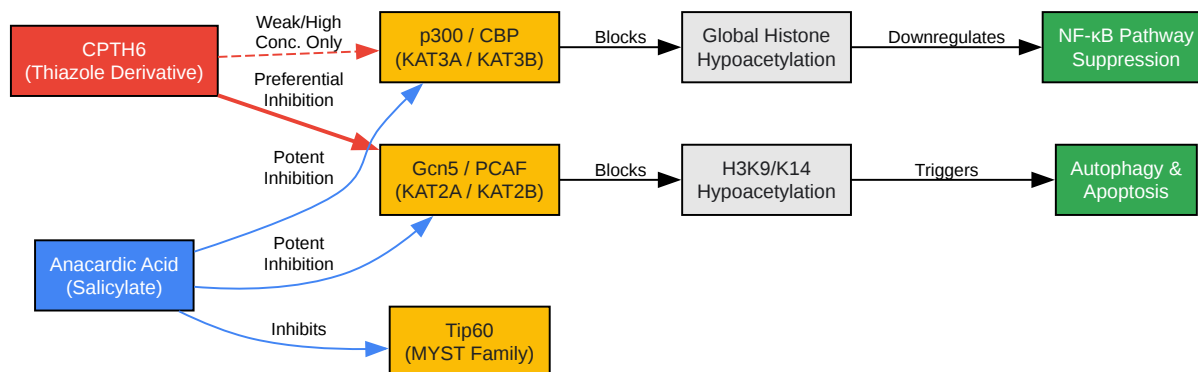 CPTH6
(Thiazole Derivative)
Weak/High
Conc. Only
Preferential
Inhibition
p300 / CBP
(KAT3A / KAT3B)
Blocks
Global Histone
Hypoacetylation
Downregulates
NF-κB Pathway
Suppression
Potent
Inhibition
Gcn5 / PCAF
(KAT2A / KAT2B)
Blocks
H3K9/K14
Hypoacetylation
Triggers
Autophagy &
Apoptosis
Anacardic Acid
(Salicylate)
Potent
Inhibition
Inhibits
Tip60
(MYST Family)